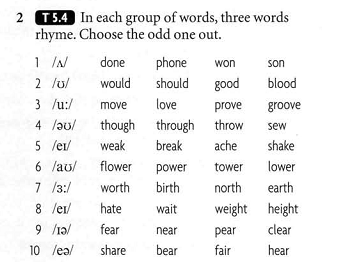 2 T 5.4 In each group of words, three words
rhyme. Choose the odd one out.
1 /ʌ/ done phone won son
2 /ʊ/ would should good blood
3 /u:/ move love prove groove
4 /əʊ/ though through throw sew
5 /eɪ/ weak break ache shake
6 /aʊ/ flower power tower lower
7 /ɜ:/ worth birth north earth
8 /eɪ/ hate wait weight height
9 /ɪə/ fear near pear clear
10 /eə/ share bear fair hear